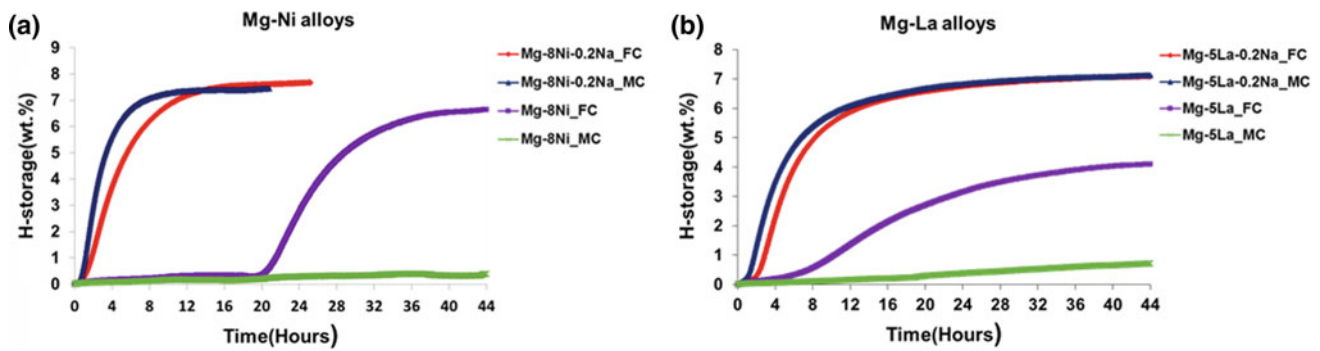 (a)
Mg-Ni alloys
H-storage(wt.%)
9
8
7
6
5
4
3
2
1
0
0 4 8 12 16 20 24 28 32 36 40 44
Time(Hours)
Mg-8Ni-0.2Na_FC
Mg-8Ni-0.2Na_MC
Mg-8Ni_FC
Mg-8Ni_MC
(b)
Mg-La alloys
H-storage(wt.%)
8
7
6
5
4
3
2
1
0
0 4 8 12 16 20 24 28 32 36 40 44
Time(Hours)
Mg-5La-0.2Na_FC
Mg-5La-0.2Na_MC
Mg-5La_FC
Mg-5La_MC